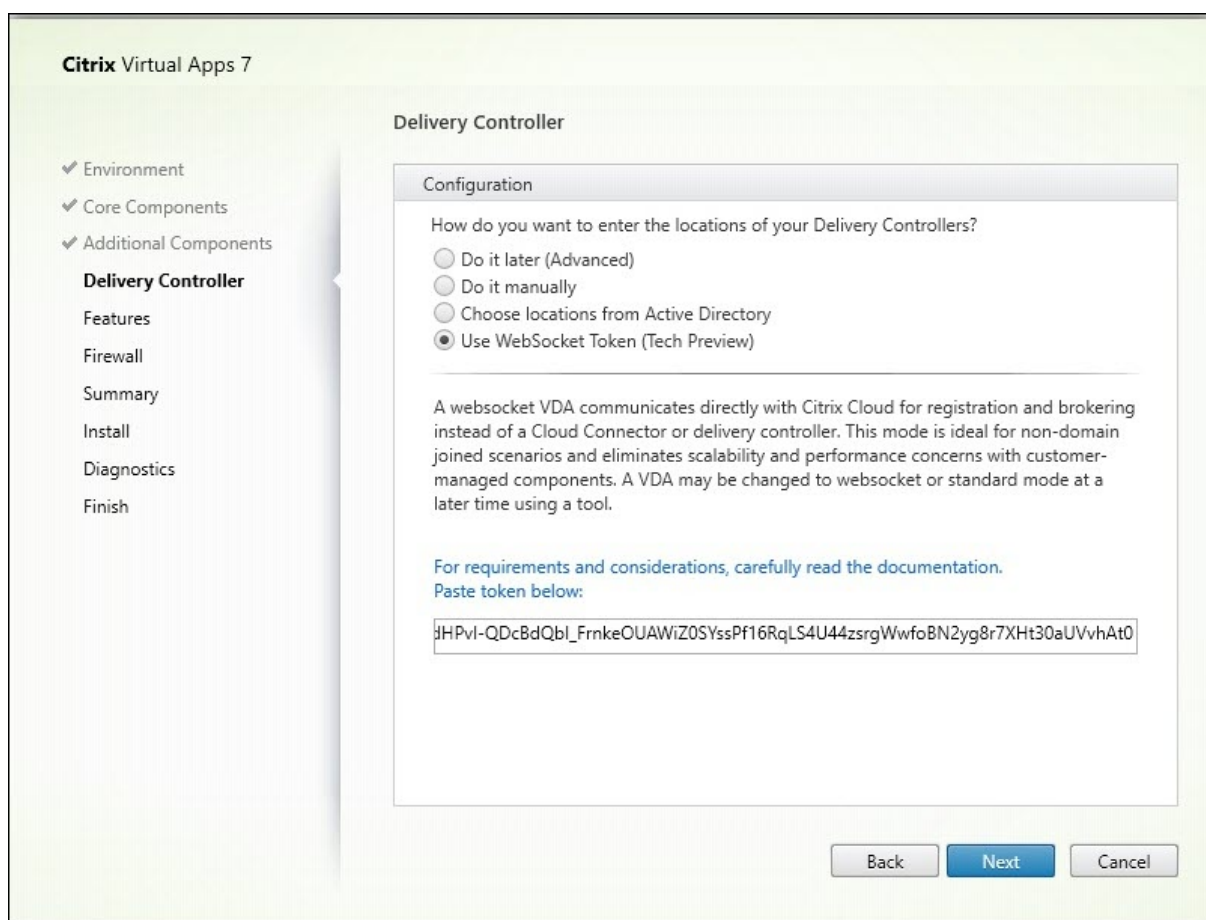 Citrix Virtual Apps 7
Delivery Controller
Environment
Core Components
Additional Components
Delivery Controller
Features
Firewall
Summary
Install
Diagnostics
Finish
Configuration
How do you want to enter the locations of your Delivery Controllers?
Do it later (Advanced)
Do it manually
Choose locations from Active Directory
Use WebSocket Token (Tech Preview)
A websocket VDA communicates directly with Citrix Cloud for registration and brokering
instead of a Cloud Connector or delivery controller. This mode is ideal for non-domain
joined scenarios and eliminates scalability and performance concerns with customer-
managed components. A VDA may be changed to websocket or standard mode at a
later time using a tool.
For requirements and considerations, carefully read the documentation.
Paste token below:
Back
Next
Cancel